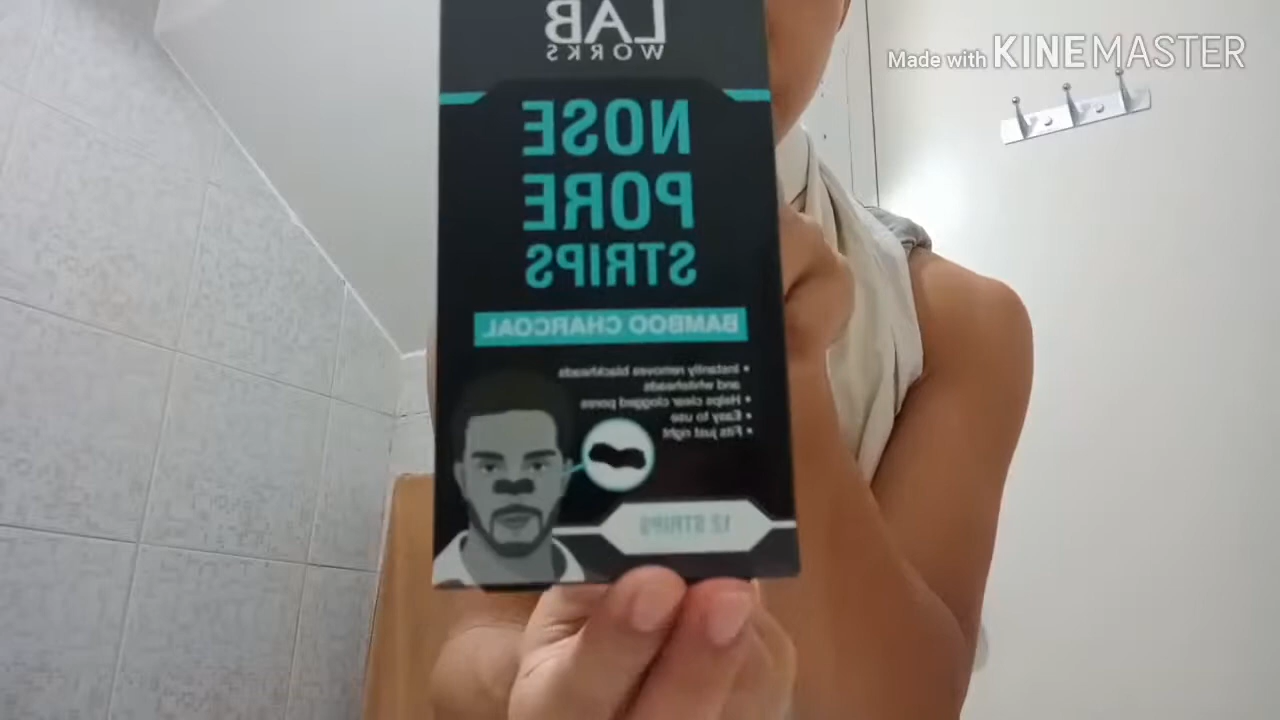 Made with KINEMASTER
LAB
WORKS
NOSE
PORE
STRIPS
BAMBOO CHARCOAL
• Instantly removes blackheads
and whiteheads
• Helps clear clogged pores
• Easy to use
• Fits just right
12 STRIPS